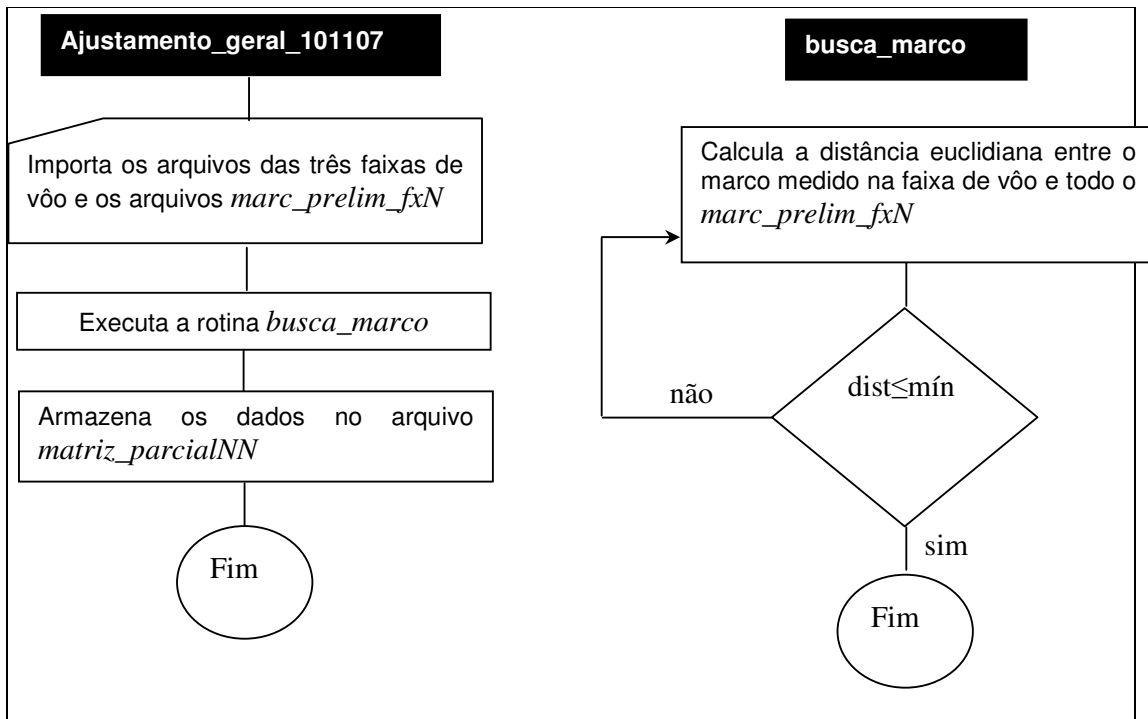 Ajustamento_geral_101107
Importa os arquivos das três faixas de
vôo e os arquivos marc_prelim_fxN
Executa a rotina busca_marco
Armazena os dados no arquivo
matriz_parcialNN
Fim
busca_marco
Calcula a distância euclidiana entre o
marco medido na faixa de vôo e todo o
marc_prelim_fxN
dist≤mín
não
sim
Fim